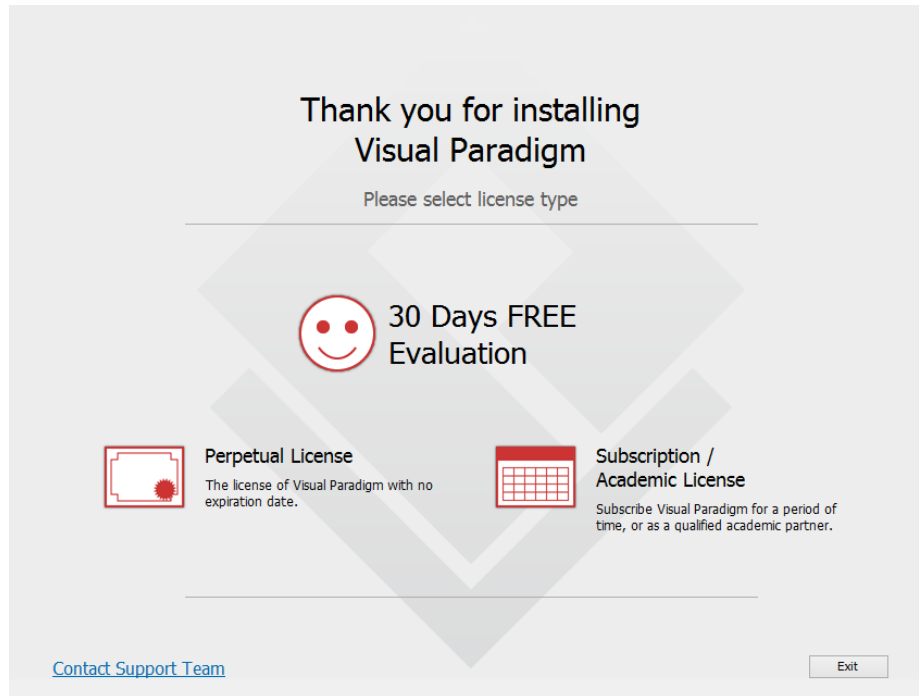 Thank you for installing
Visual Paradigm
Please select license type
30 Days FREE
Evaluation
Perpetual License
The license of Visual Paradigm with no
expiration date.
Subscription /
Academic License
Subscribe Visual Paradigm for a period of
time, or as a qualified academic partner.
Contact Support Team
Exit